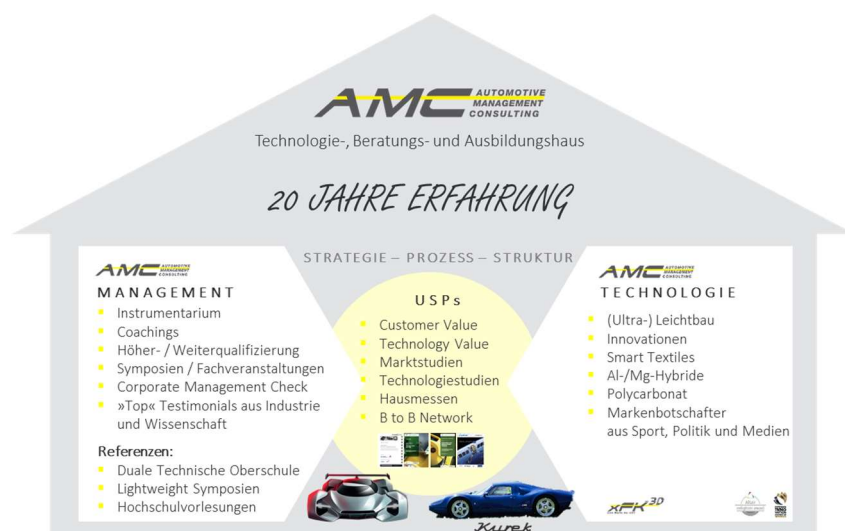 AMC AUTOMOTIVE
MANAGEMENT
CONSULTING
Technologie-, Beratungs- und Ausbildungshaus
20 JAHRE ERFAHRUNG
STRATEGIE – PROZESS – STRUKTUR
AMC AUTOMOTIVE
MANAGEMENT
CONSULTING
MANAGEMENT
Instrumentarium
Coachings
Höher- / Weiterqualifizierung
Symposien / Fachveranstaltungen
Corporate Management Check
»Top« Testimonials aus Industrie
und Wissenschaft
Referenzen:
Duale Technische Oberschule
Lightweight Symposien
Hochschulvorlesungen
USPs
Customer Value
Technology Value
Marktstudien
Technologiestudien
Hausmessen
B to B Network
Kurek
AMC AUTOMOTIVE
MANAGEMENT
CONSULTING
TECHNOLOGIE
(Ultra-) Leichtbau
Innovationen
Smart Textiles
Al-/Mg-Hybride
Polycarbonat
Markenbotschafter
aus Sport, Politik und Medien
xFK3D